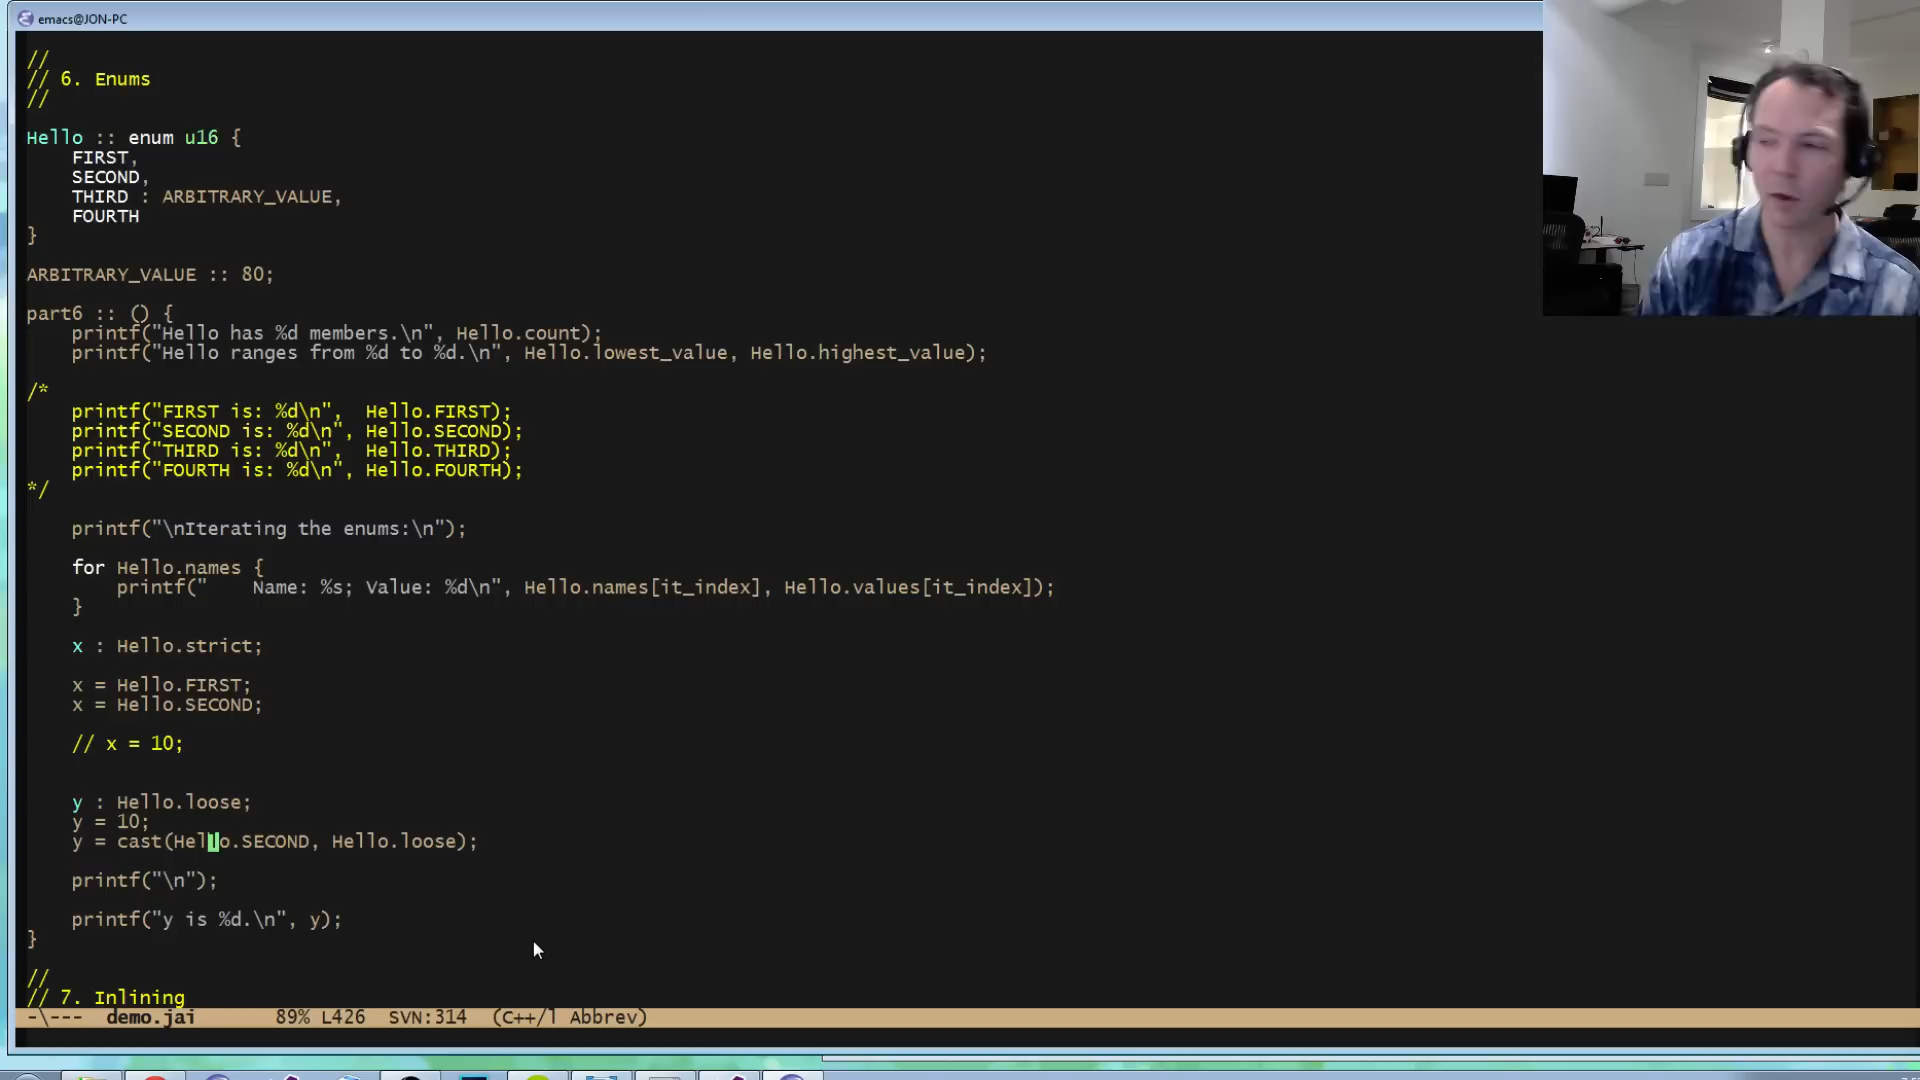 emacs@JON-PC
//
// 6. Enums
//
Hello :: enum u16 {
    FIRST,
    SECOND,
    THIRD : ARBITRARY_VALUE,
    FOURTH
}
ARBITRARY_VALUE :: 80;
part6 :: () {
    printf("Hello has %d members.\n", Hello.count);
    printf("Hello ranges from %d to %d.\n", Hello.lowest_value, Hello.highest_value);
/*
    printf("FIRST is: %d\n",  Hello.FIRST);
    printf("SECOND is: %d\n", Hello.SECOND);
    printf("THIRD is: %d\n",  Hello.THIRD);
    printf("FOURTH is: %d\n", Hello.FOURTH);
*/
    printf("\nIterating the enums:\n");
    for Hello.names {
        printf("    Name: %s; Value: %d\n", Hello.names[it_index], Hello.values[it_index]);
    }
    x : Hello.strict;
    x = Hello.FIRST;
    x = Hello.SECOND;
    // x = 10;
    y : Hello.loose;
    y = 10;
    y = cast(Hello.SECOND, Hello.loose);
    printf("\n");
    printf("y is %d.\n", y);
}
//
// 7. Inlining
-\---  demo.jai       89% L426  SVN:314  (C++/l Abbrev)